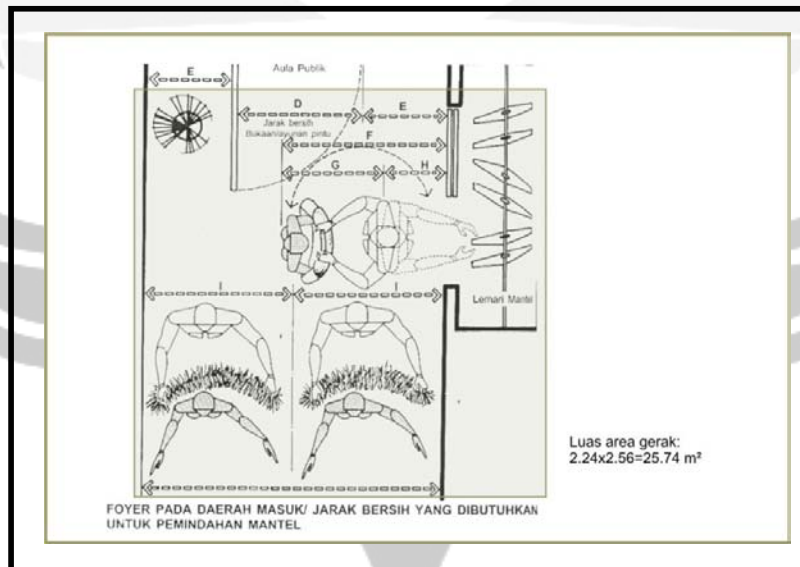 Aula Publik
E
D
E
Jarak bersih
Bukaan/ayunan pintu
F
G
H
Lemari Mantel
I
I
Luas area gerak:
2.24x2.56=25.74 m²
FOYER PADA DAERAH MASUK/ JARAK BERSIH YANG DIBUTUHKAN
UNTUK PEMINDAHAN MANTEL